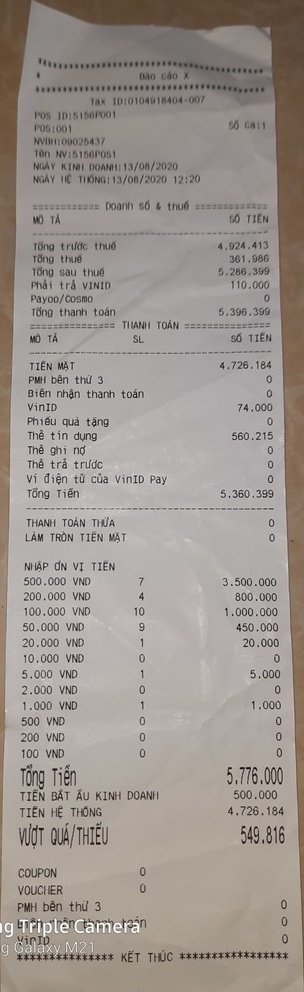 Báo cáo X
Tax ID:0104918404-007
POS ID:5156P001
POS:001 Số Ca:1
NVBH:09025437
Tên NV:5156POS1
NGÀY KINH DOANH:13/08/2020
NGÀY HỆ THỐNG:13/08/2020 12:20
============ Doanh số & thuế ============
MÔ TẢ SỐ TIỀN
Tổng trước thuế 4.924.413
Tổng thuế 361.986
Tổng sau thuế 5.286.399
Phải trả VINID 110.000
Payoo/cosmo 0
Tổng thanh toán 5.396.399
=============== THANH TOÁN ===============
MÔ TẢ SL SỐ TIỀN
TIỀN MẶT 4.726.184
PMH bên thứ 3 0
Biên nhận thanh toán 0
VinID 74.000
Phiếu quà tặng 0
Thẻ tín dụng 560.215
Thẻ ghi nợ 0
Thẻ trả trước 0
Ví điện tử của VinID Pay 0
Tổng Tiền 5.360.399
THANH TOÁN THỪA 0
LÀM TRÒN TIỀN MẶT 0
NHẬP ƠN VỊ TIỀN
500.000 VND 7 3.500.000
200.000 VND 4 800.000
100.000 VND 10 1.000.000
50.000 VND 9 450.000
20.000 VND 1 20.000
10.000 VND 0 0
5.000 VND 1 5.000
2.000 VND 0 0
1.000 VND 1 1.000
500 VND 0 0
200 VND 0 0
100 VND 0 0
Tổng Tiền 5.776.000
TIỀN BẮT ẦU KINH DOANH 500.000
TIỀN HỆ THỐNG 4.726.184
VƯỢT QUÁ/THIẾU 549.816
COUPON 0
VOUCHER 0
PMH bên thứ 3 0
Biên nhận thanh toán 0
VinID 0
*************** KẾT THÚC *****************
ng Triple Camera
ng Galaxy M21